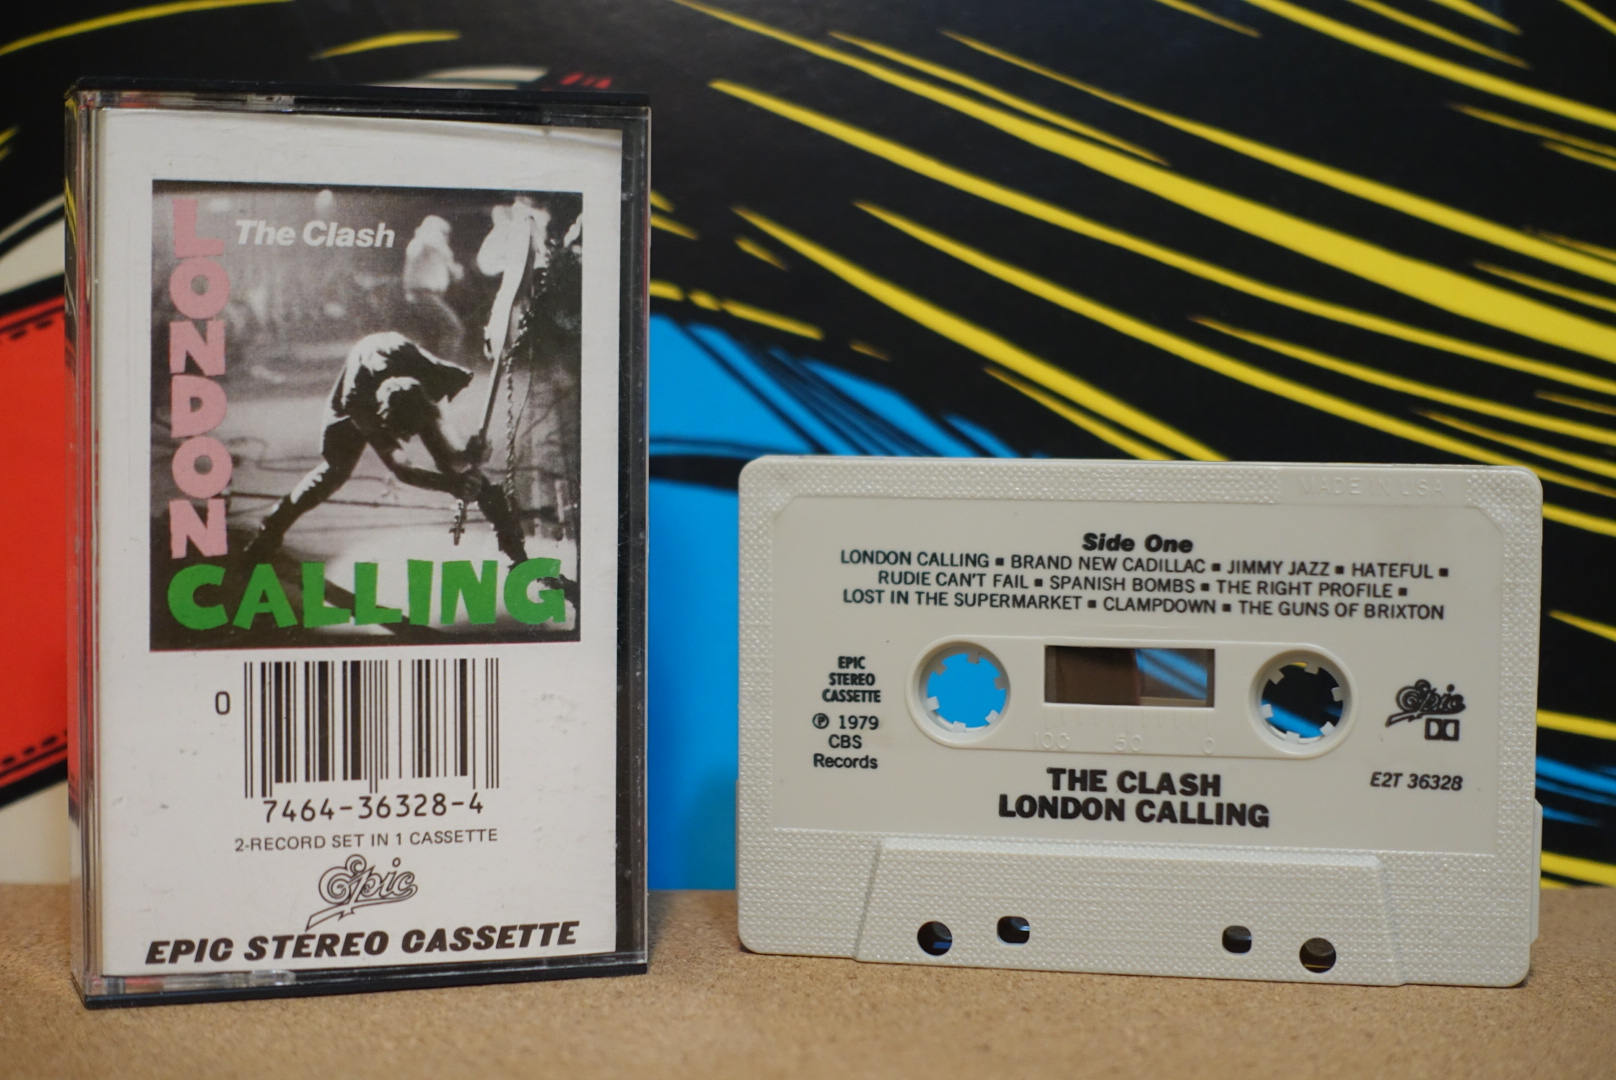 The Clash
LONDON
CALLING
0
7464-36328-4
2-RECORD SET IN 1 CASSETTE
Epic
EPIC STEREO CASSETTE
MADE IN USA
Side One
LONDON CALLING ■ BRAND NEW CADILLAC ■ JIMMY JAZZ ■ HATEFUL ■
RUDIE CAN'T FAIL ■ SPANISH BOMBS ■ THE RIGHT PROFILE ■
LOST IN THE SUPERMARKET ■ CLAMPDOWN ■ THE GUNS OF BRIXTON
EPIC
STEREO
CASSETTE
℗ 1979
CBS
Records
100 50 0
Epic
E2T 36328
THE CLASH
LONDON CALLING